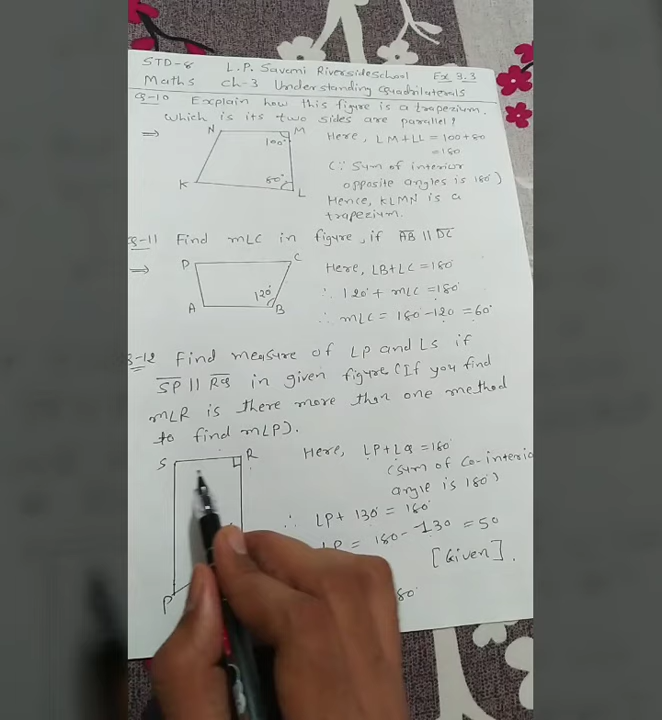 STD-8 L.P. Savani Riverside School Ex 3.3
Maths Ch-3 Understanding Quadrilaterals
Q-10 Explain how this figure is a trapezium.
which is its two sides are parallel?
⇒ N M Here, ∠M+∠L = 100+80
100° =180
(∵ Sum of interior
K 80° L opposite angles is 180°)
Hence, KLMN is a
trapezium.
Q-11 Find m∠C in figure, if AB || DC
⇒ D C Here, ∠B+∠C = 180°
120° ∴ 120° + m∠C = 180°
A B ∴ m∠C = 180-120 = 60°
Q-12 Find measure of ∠P and ∠S if
SP || RQ in given figure (If you find
m∠R is there more then one method
to find m∠P).
S R Here, ∠P+∠Q = 180°
(Sum of Co-interio
angle is 180°)
∴ ∠P+ 130° = 180°
∠P = 180-130 = 50
[Given].
P 80°